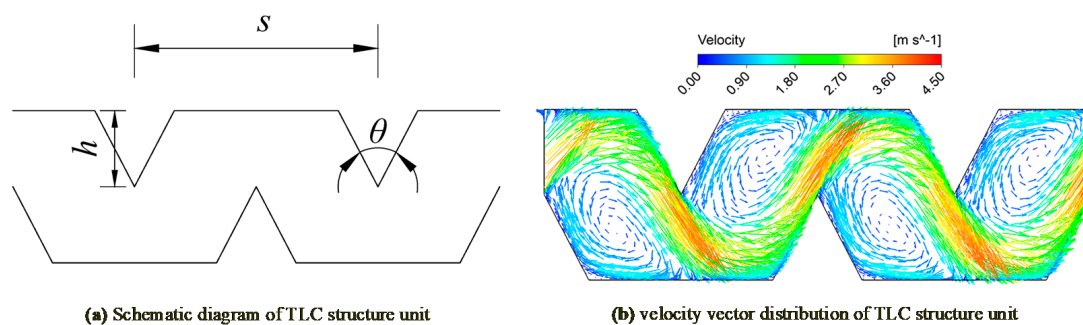 s
h
θ
Velocity [m s^-1]
0.00 0.90 1.80 2.70 3.60 4.50
(a) Schematic diagram of TLC structure unit
(b) velocity vector distribution of TLC structure unit